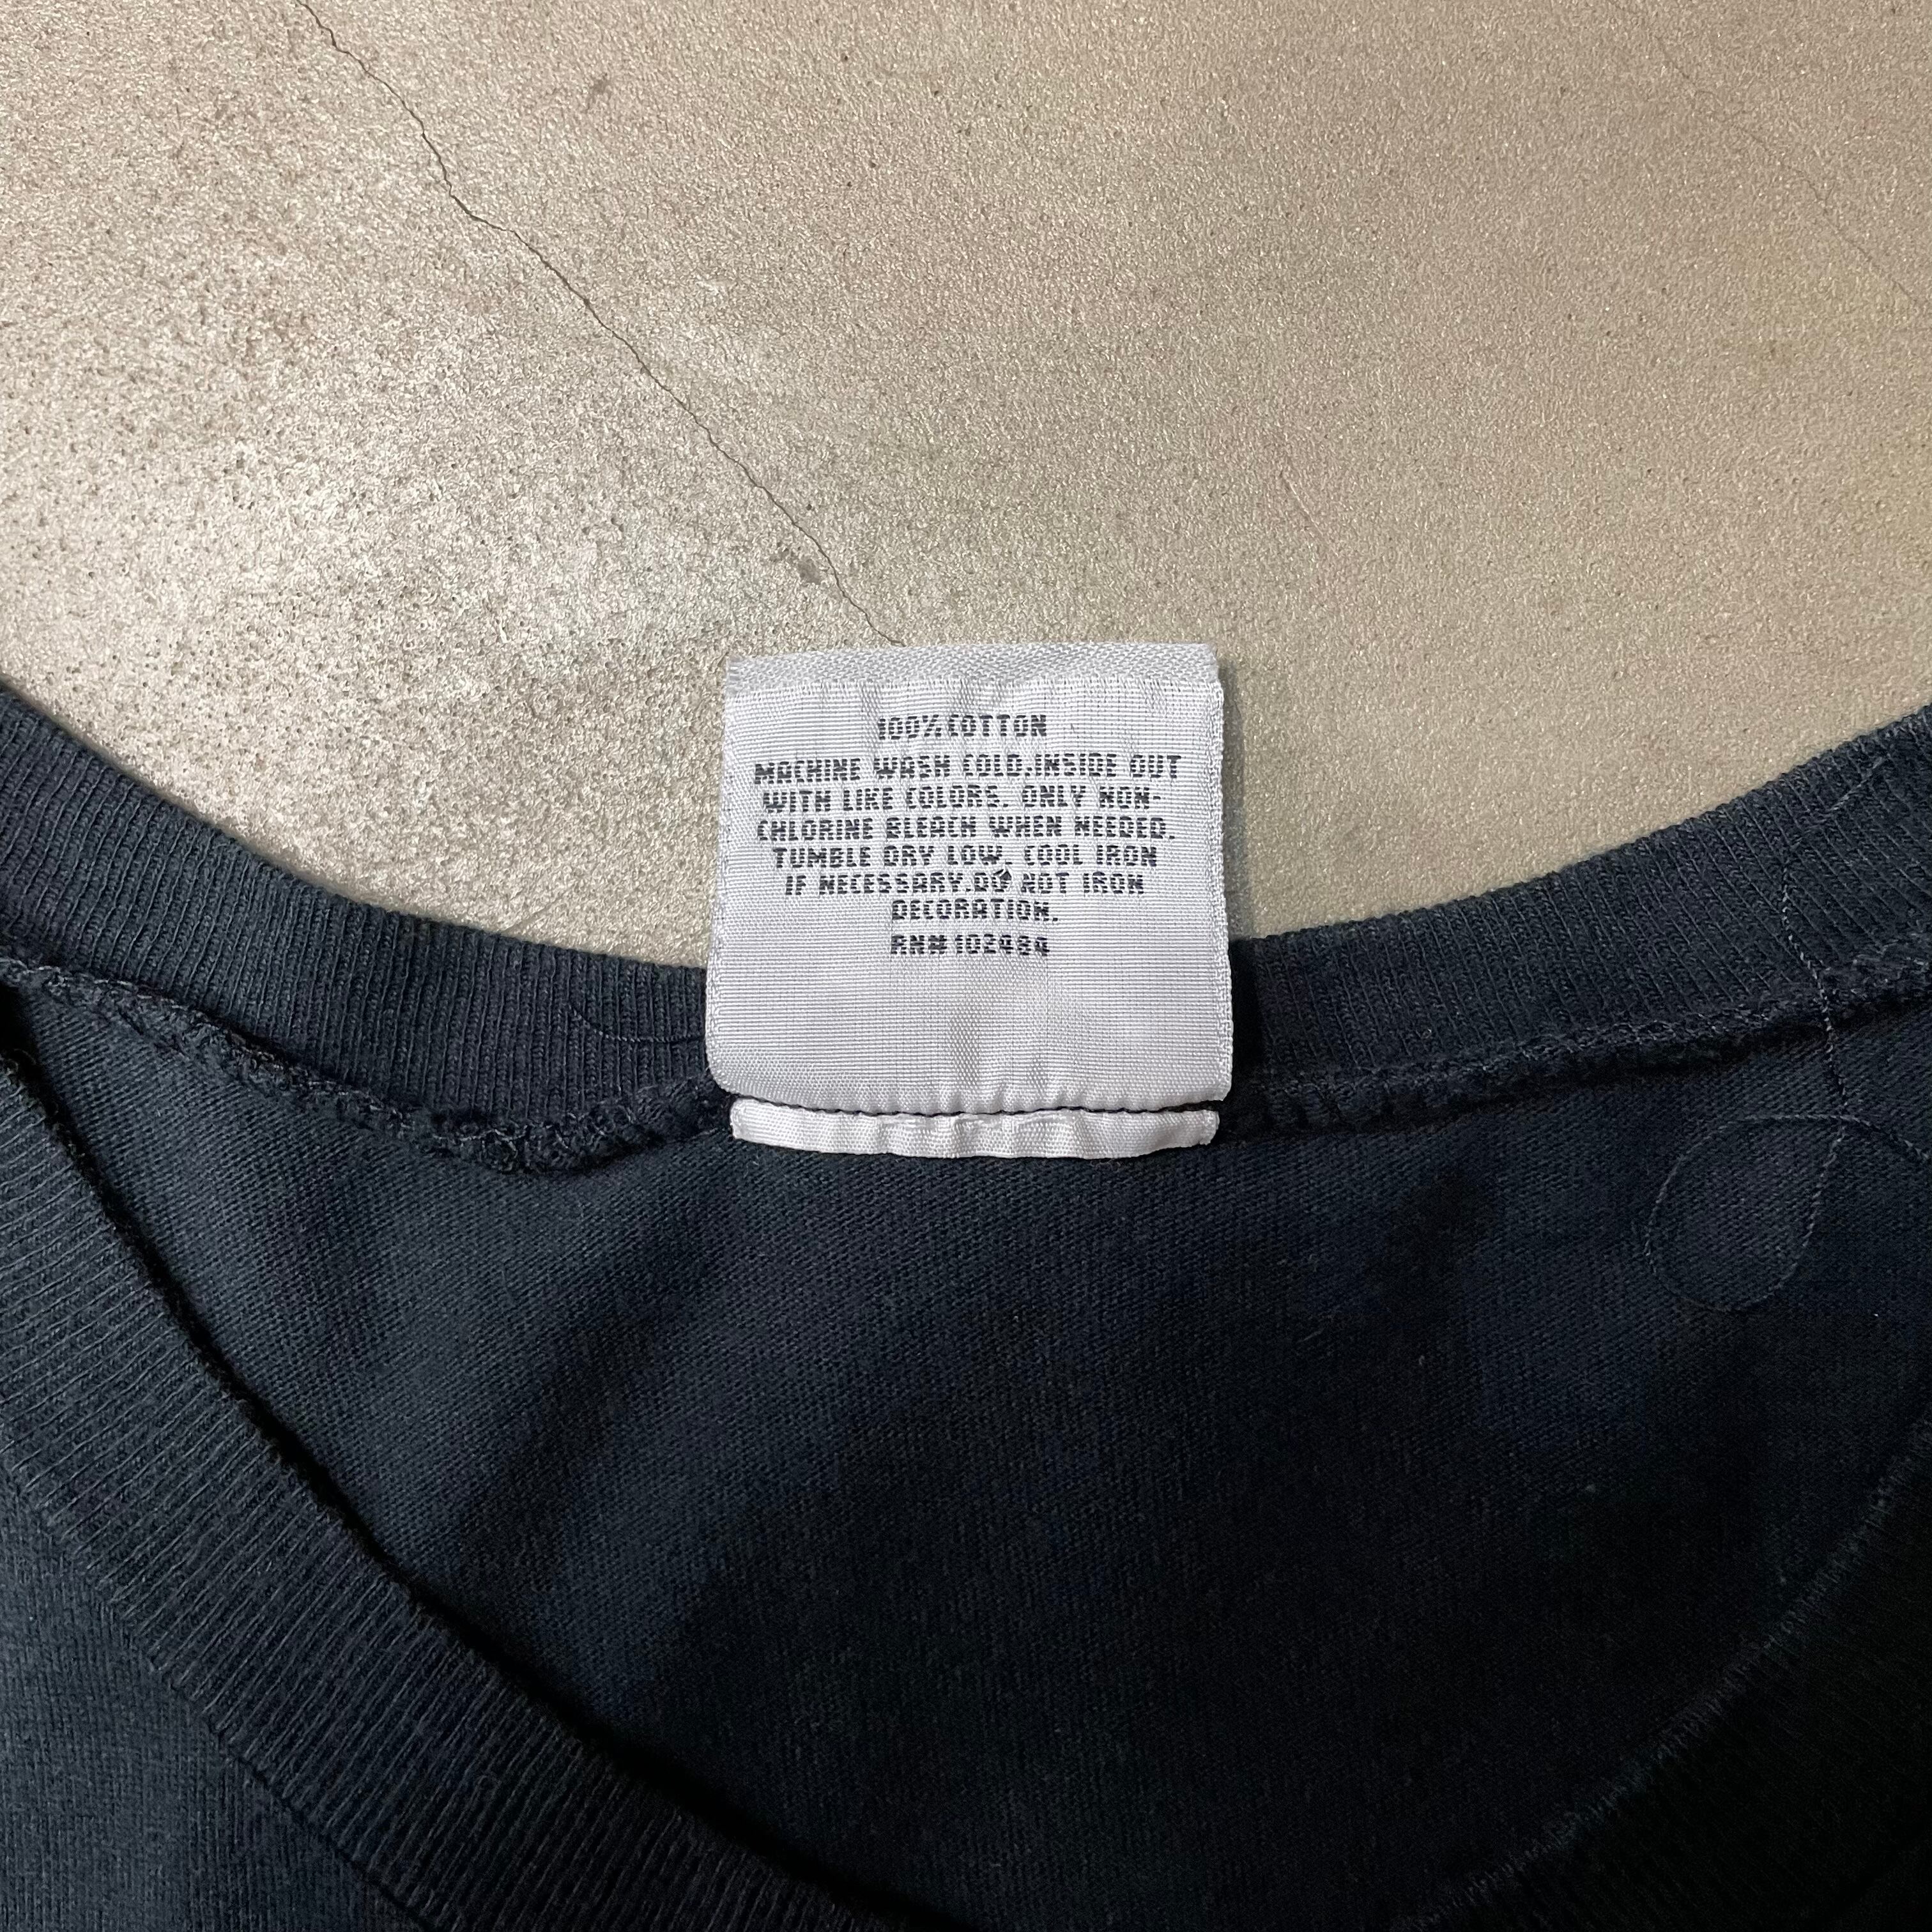 100% COTTON
MACHINE WASH COLD.INSIDE OUT
WITH LIKE COLORS. ONLY NON-
CHLORINE BLEACH WHEN NEEDED.
TUMBLE DRY LOW. COOL IRON
IF NECESSARY.DO NOT IRON
DECORATION.
RN# 102484